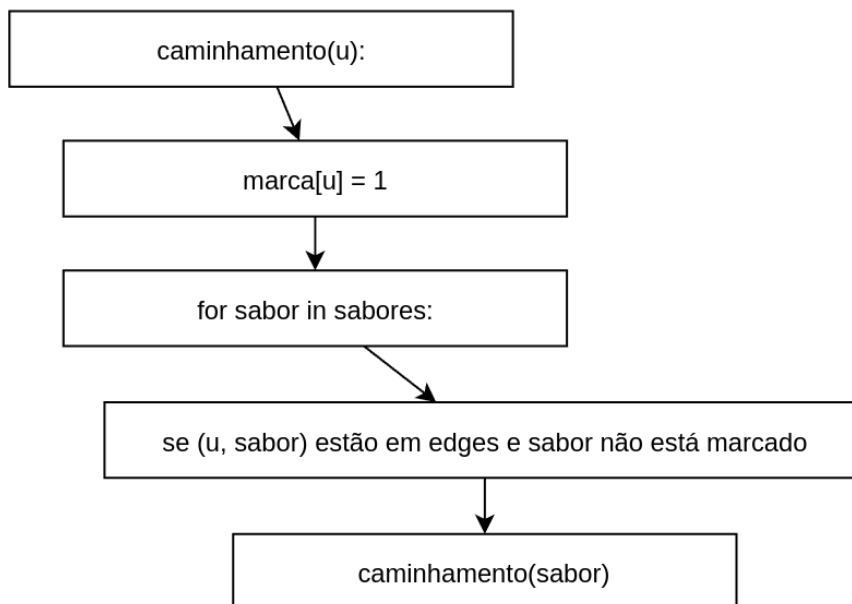 caminhamento(u):
marca[u] = 1
for sabor in sabores:
se (u, sabor) estão em edges e sabor não está marcado
caminhamento(sabor)